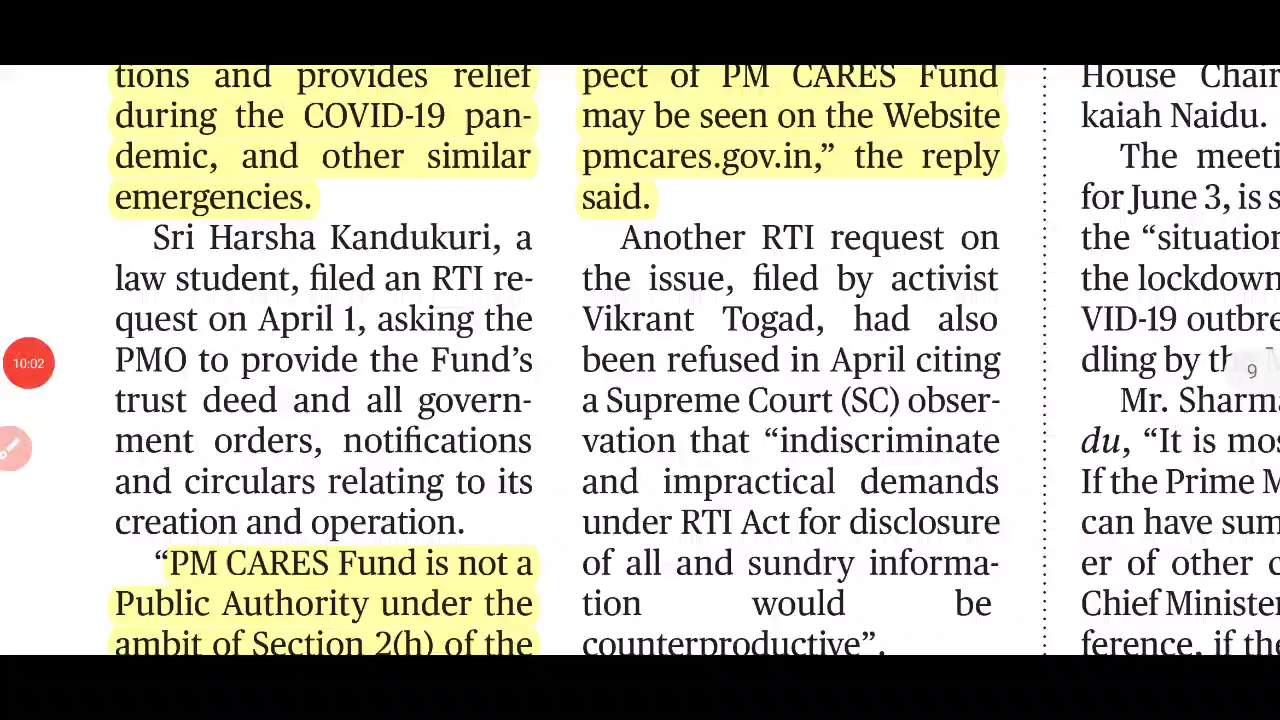 tions and provides relief
during the COVID-19 pan-
demic, and other similar
emergencies.
Sri Harsha Kandukuri, a
law student, filed an RTI re-
quest on April 1, asking the
PMO to provide the Fund's
trust deed and all govern-
ment orders, notifications
and circulars relating to its
creation and operation.
“PM CARES Fund is not a
Public Authority under the
ambit of Section 2(h) of the
pect of PM CARES Fund
may be seen on the Website
pmcares.gov.in,” the reply
said.
Another RTI request on
the issue, filed by activist
Vikrant Togad, had also
been refused in April citing
a Supreme Court (SC) obser-
vation that “indiscriminate
and impractical demands
under RTI Act for disclosure
of all and sundry informa-
tion would be
counterproductive”.
House Chair
kaiah Naidu.
The meeti
for June 3, is s
the “situation
the lockdown
VID-19 outbre
dling by th
Mr. Sharma
du, “It is mos
If the Prime M
can have sum
er of other c
Chief Minister
ference, if the
10:02
9